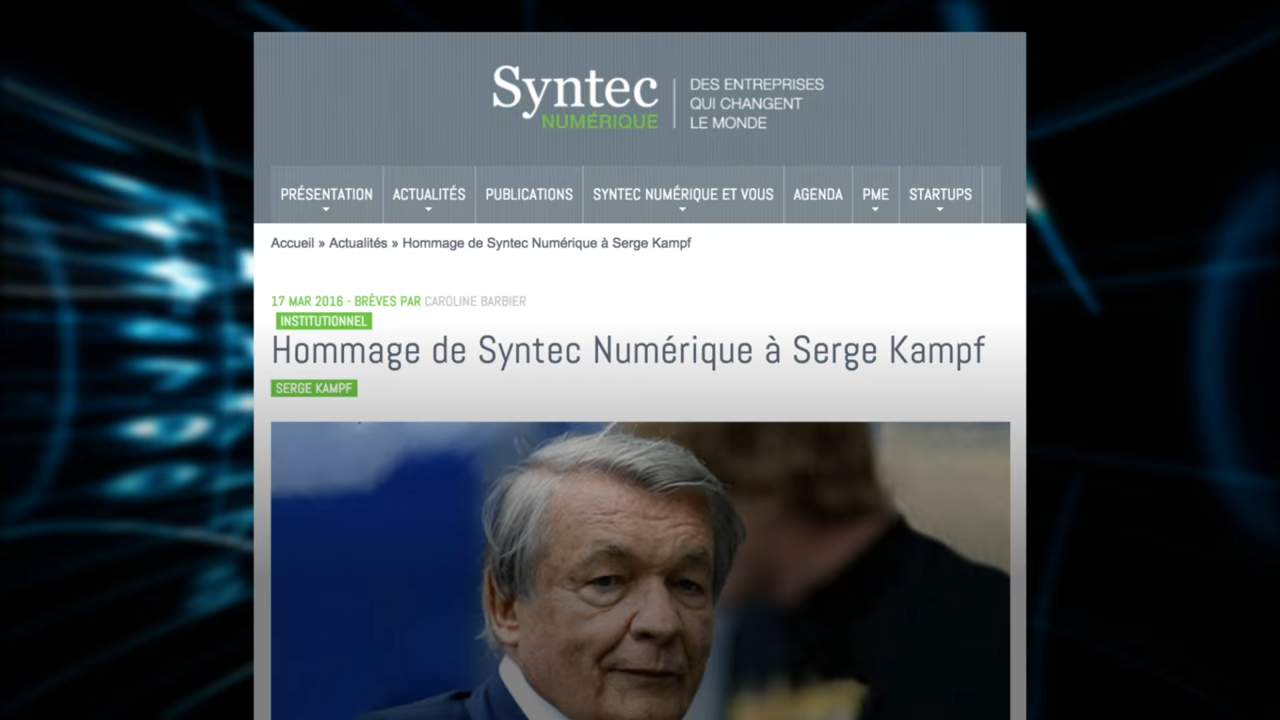 Syntec
NUMÉRIQUE
DES ENTREPRISES
QUI CHANGENT
LE MONDE
PRÉSENTATION ACTUALITÉS PUBLICATIONS SYNTEC NUMÉRIQUE ET VOUS AGENDA PME STARTUPS
Accueil » Actualités » Hommage de Syntec Numérique à Serge Kampf
17 MAR 2016 - BRÈVES PAR CAROLINE BARBIER
INSTITUTIONNEL
Hommage de Syntec Numérique à Serge Kampf
SERGE KAMPF